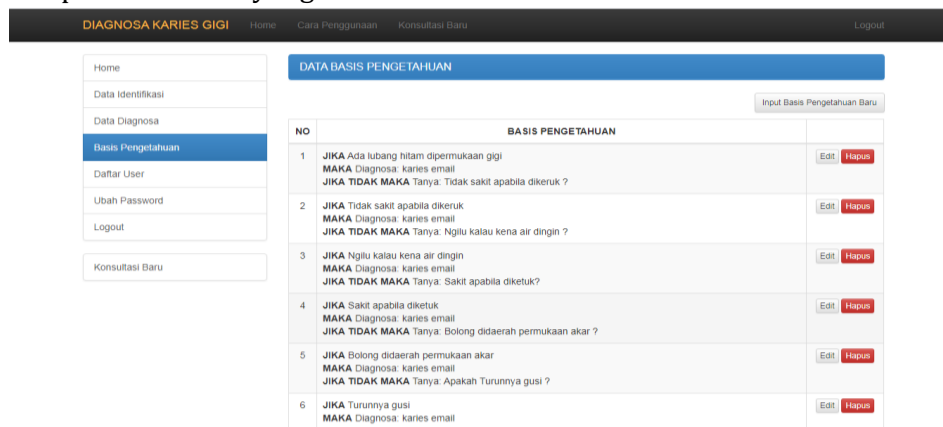 DIAGNOSA KARIES GIGI Home Cara Penggunaan Konsultasi Baru Logout
Home
Data Identifikasi
Data Diagnosa
Basis Pengetahuan
Daftar User
Ubah Password
Logout
Konsultasi Baru
DATA BASIS PENGETAHUAN
Input Basis Pengetahuan Baru
NO BASIS PENGETAHUAN
1 JIKA Ada lubang hitam dipermukaan gigi Edit Hapus
MAKA Diagnosa: karies email
JIKA TIDAK MAKA Tanya: Tidak sakit apabila dikeruk ?
2 JIKA Tidak sakit apabila dikeruk Edit Hapus
MAKA Diagnosa: karies email
JIKA TIDAK MAKA Tanya: Ngilu kalau kena air dingin ?
3 JIKA Ngilu kalau kena air dingin Edit Hapus
MAKA Diagnosa: karies email
JIKA TIDAK MAKA Tanya: Sakit apabila diketuk?
4 JIKA Sakit apabila diketuk Edit Hapus
MAKA Diagnosa: karies email
JIKA TIDAK MAKA Tanya: Bolong didaerah permukaan akar ?
5 JIKA Bolong didaerah permukaan akar Edit Hapus
MAKA Diagnosa: karies email
JIKA TIDAK MAKA Tanya: Apakah Turunnya gusi ?
6 JIKA Turunnya gusi Edit Hapus
MAKA Diagnosa: karies email